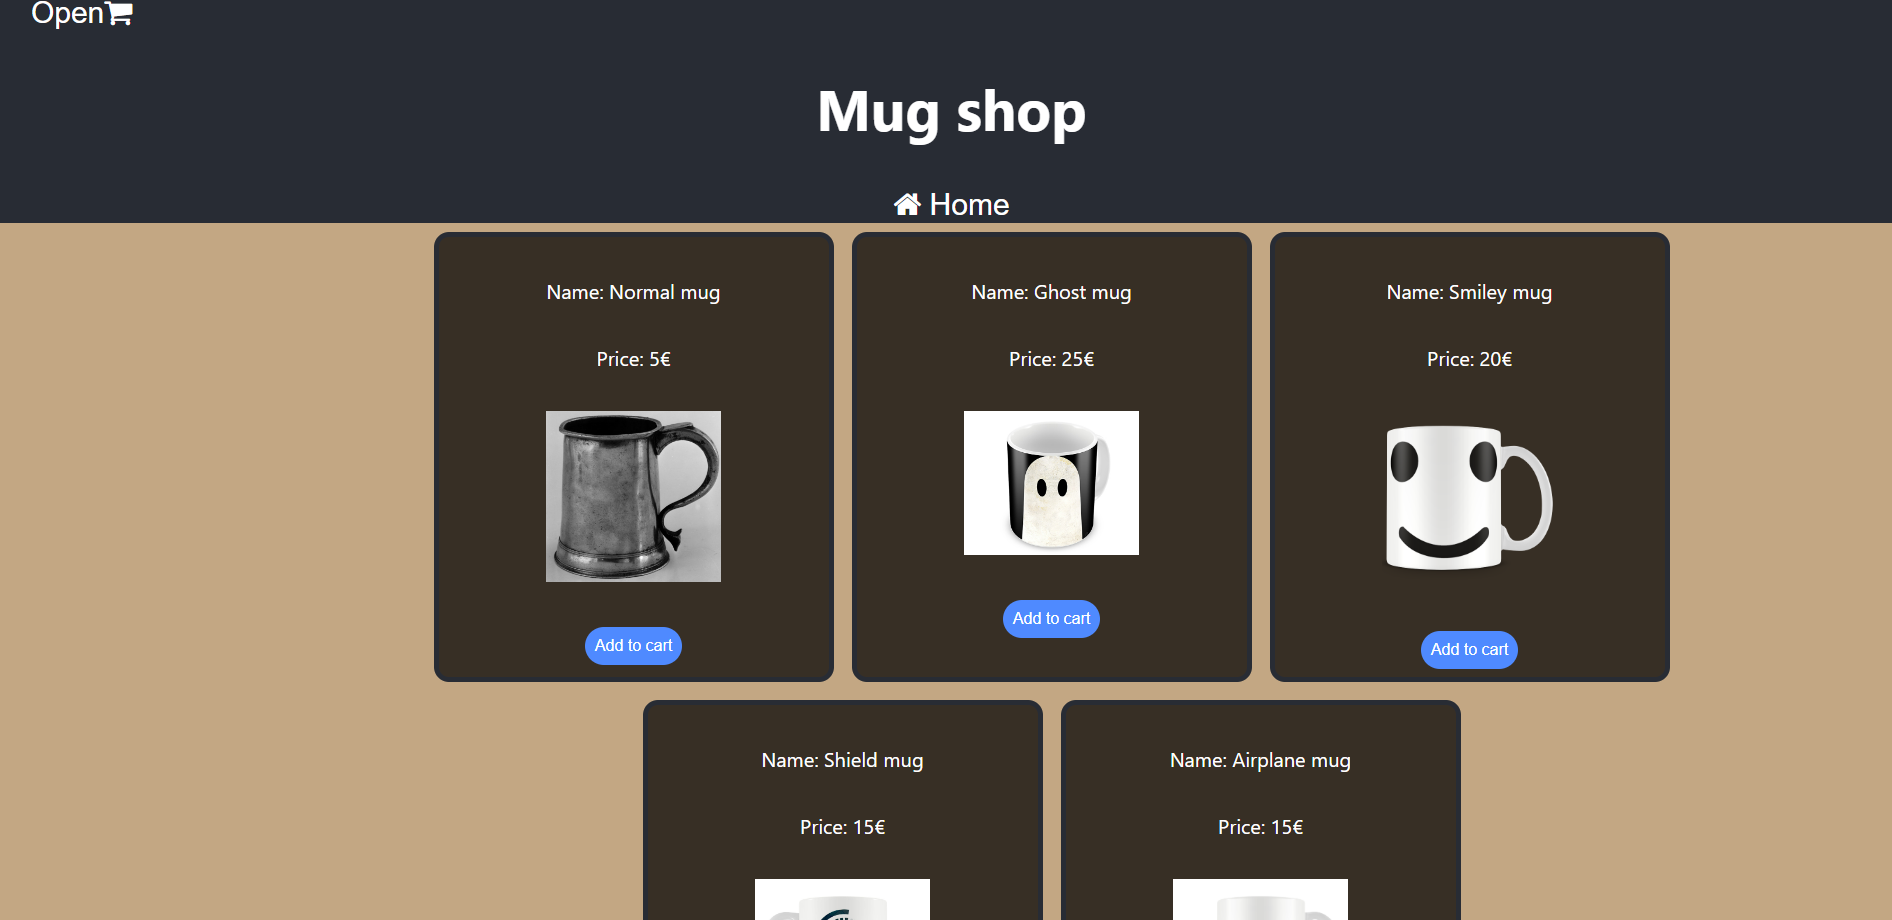 Open
Mug shop
Home
Name: Normal mug
Price: 5€
Add to cart
Name: Ghost mug
Price: 25€
Add to cart
Name: Smiley mug
Price: 20€
Add to cart
Name: Shield mug
Price: 15€
Name: Airplane mug
Price: 15€